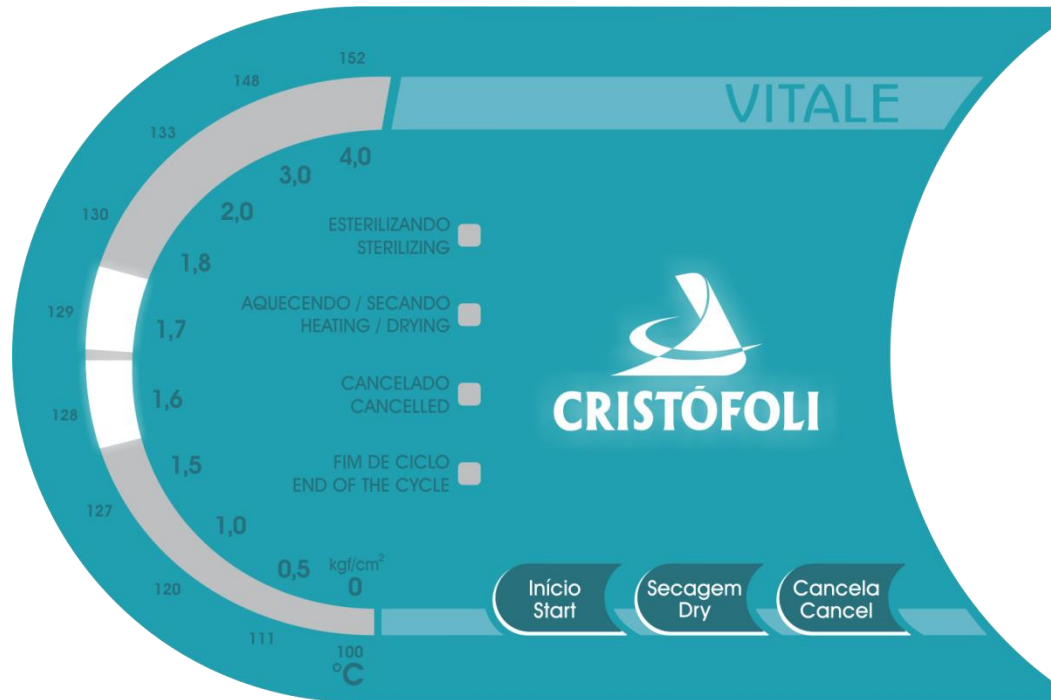 152
148
133
130
129
128
127
120
111
100
°C
4,0
3,0
2,0
1,8
1,7
1,6
1,5
1,0
0,5
kgf/cm²
0
VITALE
ESTERILIZANDO
STERILIZING
AQUECENDO / SECANDO
HEATING / DRYING
CANCELADO
CANCELLED
FIM DE CICLO
END OF THE CYCLE
CRISTÓFOLI
Início
Start
Secagem
Dry
Cancela
Cancel